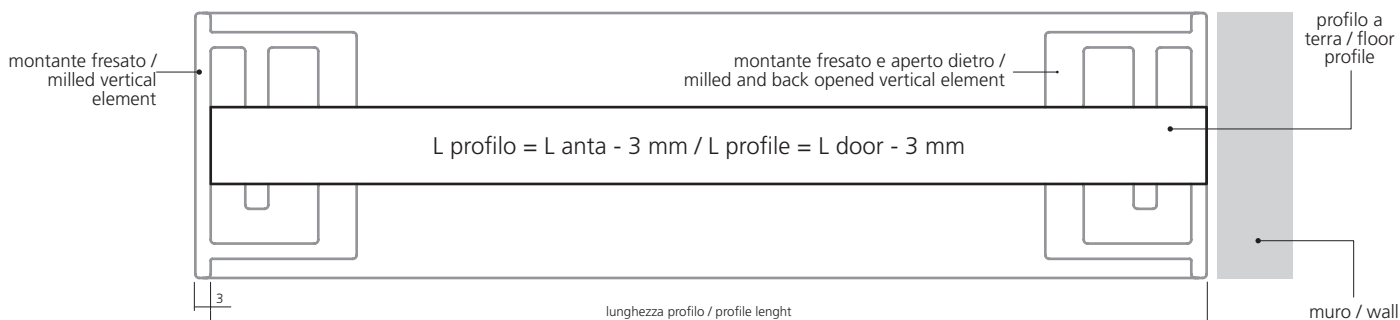 montante fresato /
milled vertical
element
montante fresato e aperto dietro /
milled and back opened vertical element
profilo a
terra / floor
profile
L profilo = L anta - 3 mm / L profile = L door - 3 mm
3
lunghezza profilo / profile lenght
muro / wall